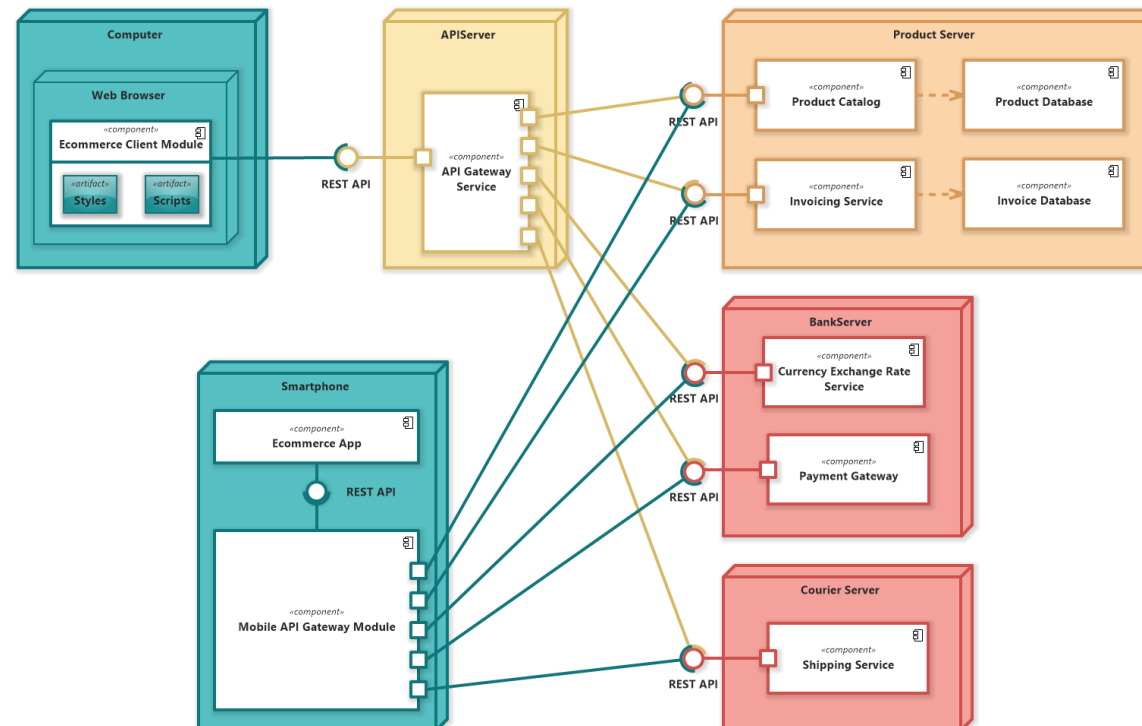 Computer
Web Browser
«component»
Ecommerce Client Module
«artifact»
Styles
«artifact»
Scripts
REST API
APIServer
«component»
API Gateway
Service
Product Server
REST API
«component»
Product Catalog
Product Database
REST API
«component»
Invoicing Service
Invoice Database
BankServer
REST API
«component»
Currency Exchange Rate
Service
REST API
«component»
Payment Gateway
Smartphone
«component»
Ecommerce App
REST API
«component»
Mobile API Gateway Module
Courier Server
REST API
«component»
Shipping Service